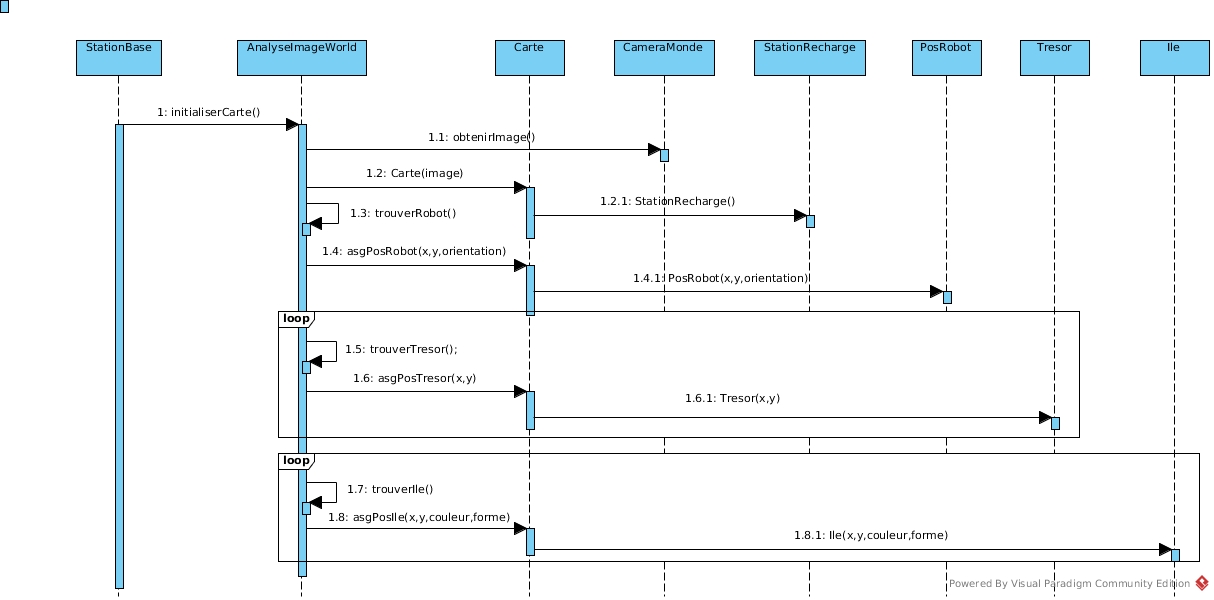 StationBase
AnalyseImageWorld
Carte
CameraMonde
StationRecharge
PosRobot
Tresor
Ile
1: initialiserCarte()
1.1: obtenirImage()
1.2: Carte(image)
1.2.1: StationRecharge()
1.3: trouverRobot()
1.4: asgPosRobot(x,y,orientation)
1.4.1: PosRobot(x,y,orientation)
loop
1.5: trouverTresor();
1.6: asgPosTresor(x,y)
1.6.1: Tresor(x,y)
loop
1.7: trouverIle()
1.8: asgPosIle(x,y,couleur,forme)
1.8.1: Ile(x,y,couleur,forme)
Powered By Visual Paradigm Community Edition